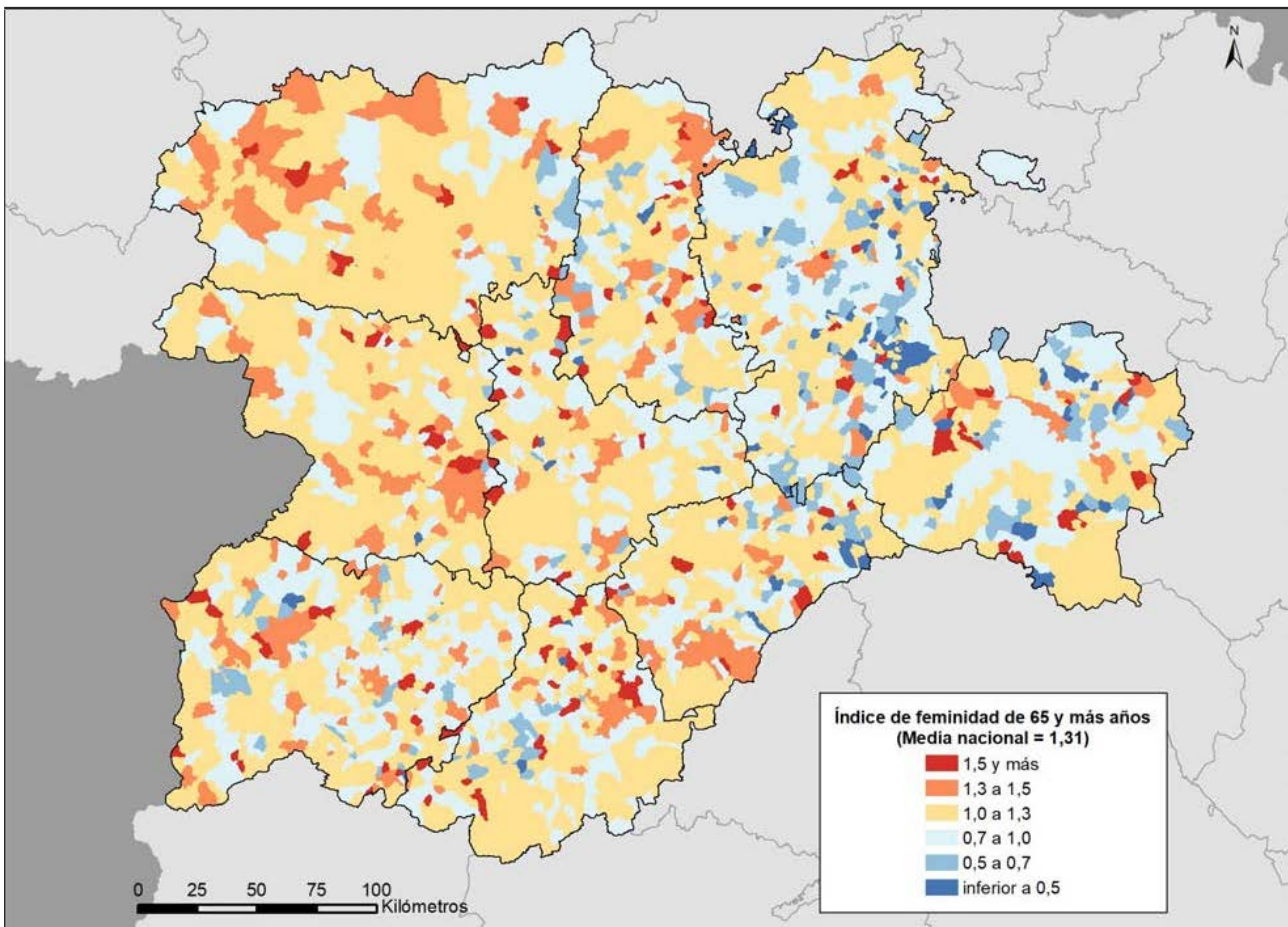 N
Índice de feminidad de 65 y más años
(Media nacional = 1,31)
1,5 y más
1,3 a 1,5
1,0 a 1,3
0,7 a 1,0
0,5 a 0,7
inferior a 0,5
0 25 50 75 100
Kilómetros